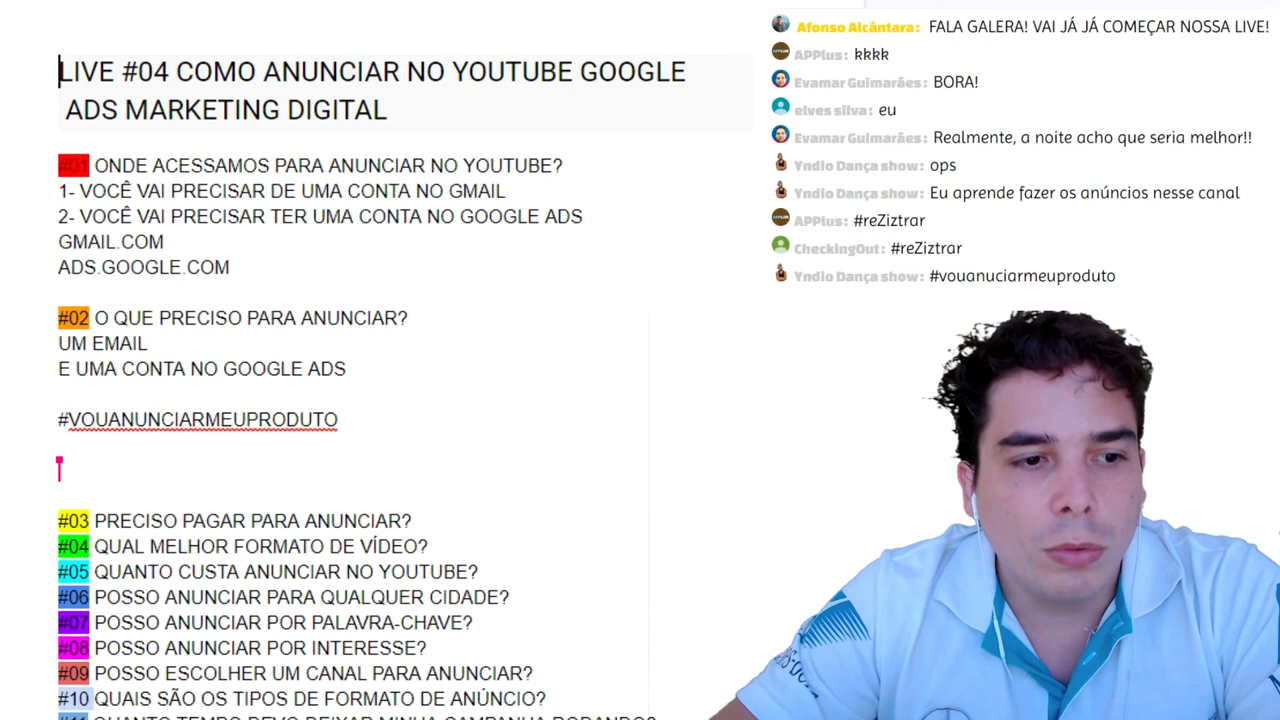 LIVE #04 COMO ANUNCIAR NO YOUTUBE GOOGLE
ADS MARKETING DIGITAL
#01 ONDE ACESSAMOS PARA ANUNCIAR NO YOUTUBE?
1- VOCÊ VAI PRECISAR DE UMA CONTA NO GMAIL
2- VOCÊ VAI PRECISAR TER UMA CONTA NO GOOGLE ADS
GMAIL.COM
ADS.GOOGLE.COM
#02 O QUE PRECISO PARA ANUNCIAR?
UM EMAIL
E UMA CONTA NO GOOGLE ADS
#VOUANUNCIARMEUPRODUTO
#03 PRECISO PAGAR PARA ANUNCIAR?
#04 QUAL MELHOR FORMATO DE VÍDEO?
#05 QUANTO CUSTA ANUNCIAR NO YOUTUBE?
#06 POSSO ANUNCIAR PARA QUALQUER CIDADE?
#07 POSSO ANUNCIAR POR PALAVRA-CHAVE?
#08 POSSO ANUNCIAR POR INTERESSE?
#09 POSSO ESCOLHER UM CANAL PARA ANUNCIAR?
#10 QUAIS SÃO OS TIPOS DE FORMATO DE ANÚNCIO?
#11 QUANTO TEMPO DEVO DEIXAR MINHA CAMPANHA RODANDO?
Afonso Alcântara: FALA GALERA! VAI JÁ JÁ COMEÇAR NOSSA LIVE!
APPlus: kkkk
Evamar Guimarães: BORA!
elves silva: eu
Evamar Guimarães: Realmente, a noite acho que seria melhor!!
Yndio Dança show: ops
Yndio Dança show: Eu aprende fazer os anúncios nesse canal
APPlus: #reZiztrar
CheckingOut: #reZiztrar
Yndio Dança show: #vouanuciarmeuproduto